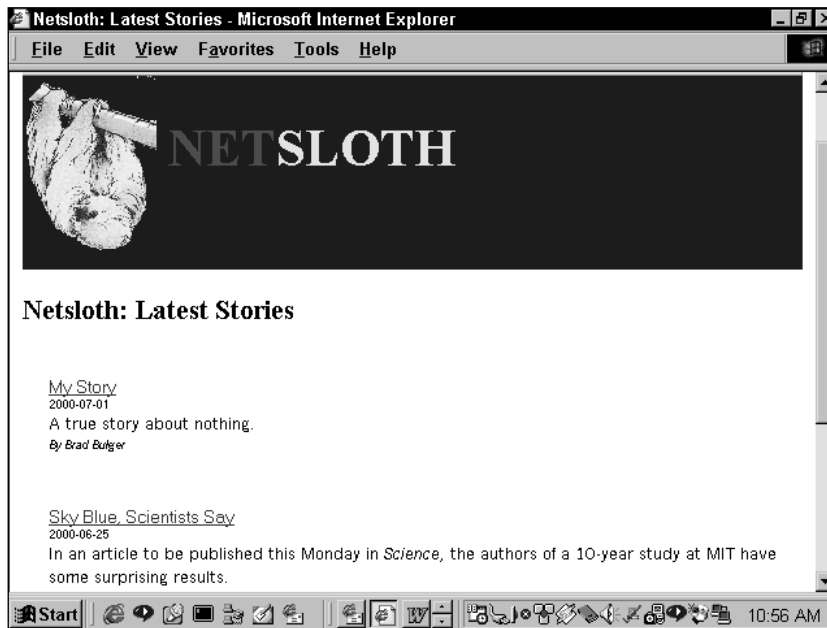 Netsloth: Latest Stories - Microsoft Internet Explorer
File Edit View Favorites Tools Help
NETSLOTH
Netsloth: Latest Stories
My Story
2000-07-01
A true story about nothing.
By Brad Bulger
Sky Blue, Scientists Say
2000-06-25
In an article to be published this Monday in Science, the authors of a 10-year study at MIT have
some surprising results.
Start 10:56 AM